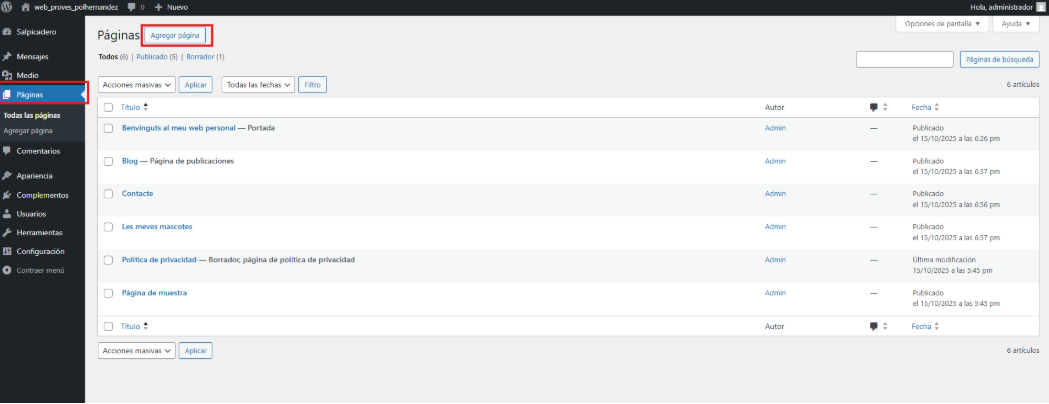 web_proves_polhernandez 0 Nuevo Hola, administrador
Opciones de pantalla Ayuda
Salpicadero
Mensajes
Medio
Páginas
Todas las páginas
Agregar página
Comentarios
Apariencia
Complementos
Usuarios
Herramientas
Configuración
Contraer menú
Páginas Agregar página
Todos (6) | Publicado (5) | Borrador (1)
Páginas de búsqueda
Acciones masivas Aplicar Todas las fechas Filtro 6 artículos
Título Autor Fecha
Benvinguts al meu web personal — Portada Admin — Publicado
el 15/10/2025 a las 6:26 pm
Blog — Página de publicaciones Admin — Publicado
el 15/10/2025 a las 6:37 pm
Contacte Admin — Publicado
el 15/10/2025 a las 6:56 pm
Les meves mascotes Admin — Publicado
el 15/10/2025 a las 6:37 pm
Política de privacidad — Borrador, página de política de privacidad Admin — Última modificación
15/10/2025 a las 5:45 pm
Página de muestra Admin — Publicado
el 15/10/2025 a las 5:45 pm
Título Autor Fecha
Acciones masivas Aplicar 6 artículos